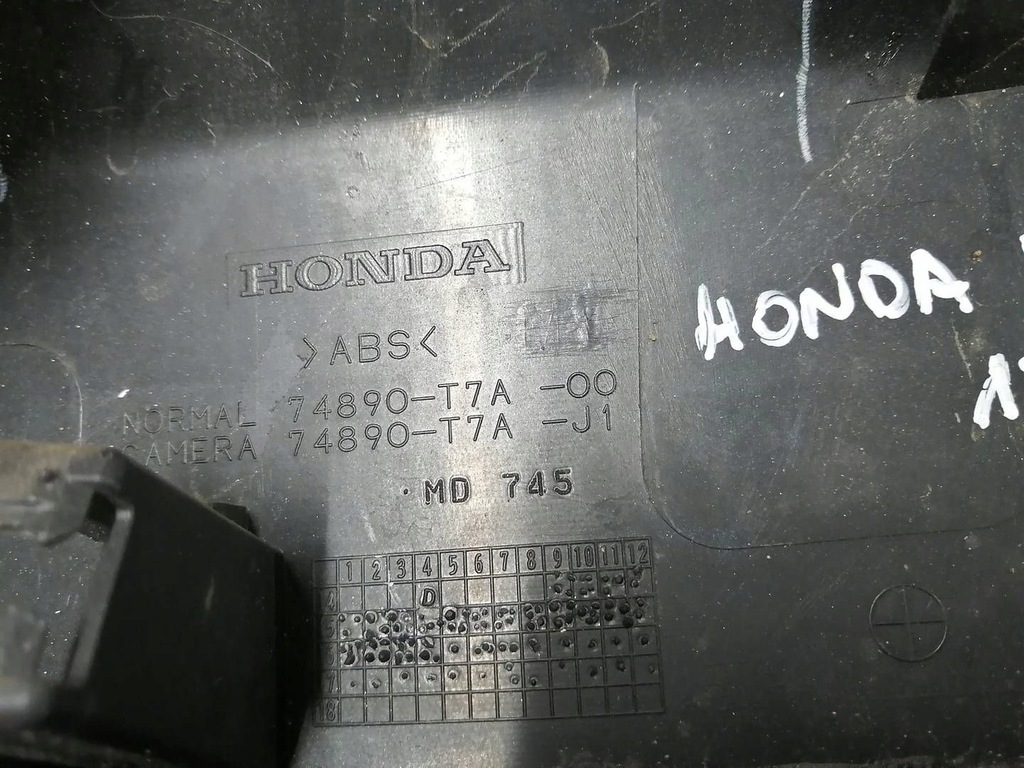 HONDA
>ABS<
NORMAL 74890-T7A -00
CAMERA 74890-T7A -J1
MD 745
HONDA
1 2 3 4 5 6 7 8 9 10 11 12
D
18